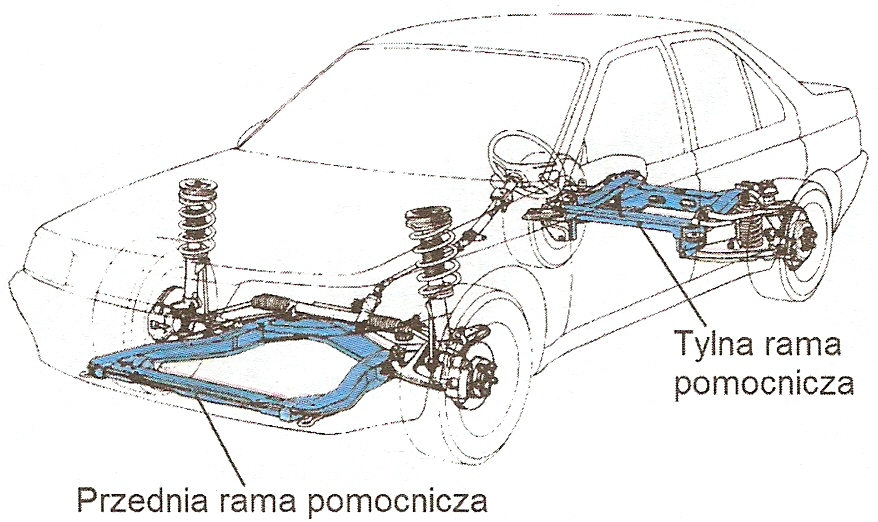 Tylna rama
pomocnicza
Przednia rama pomocnicza